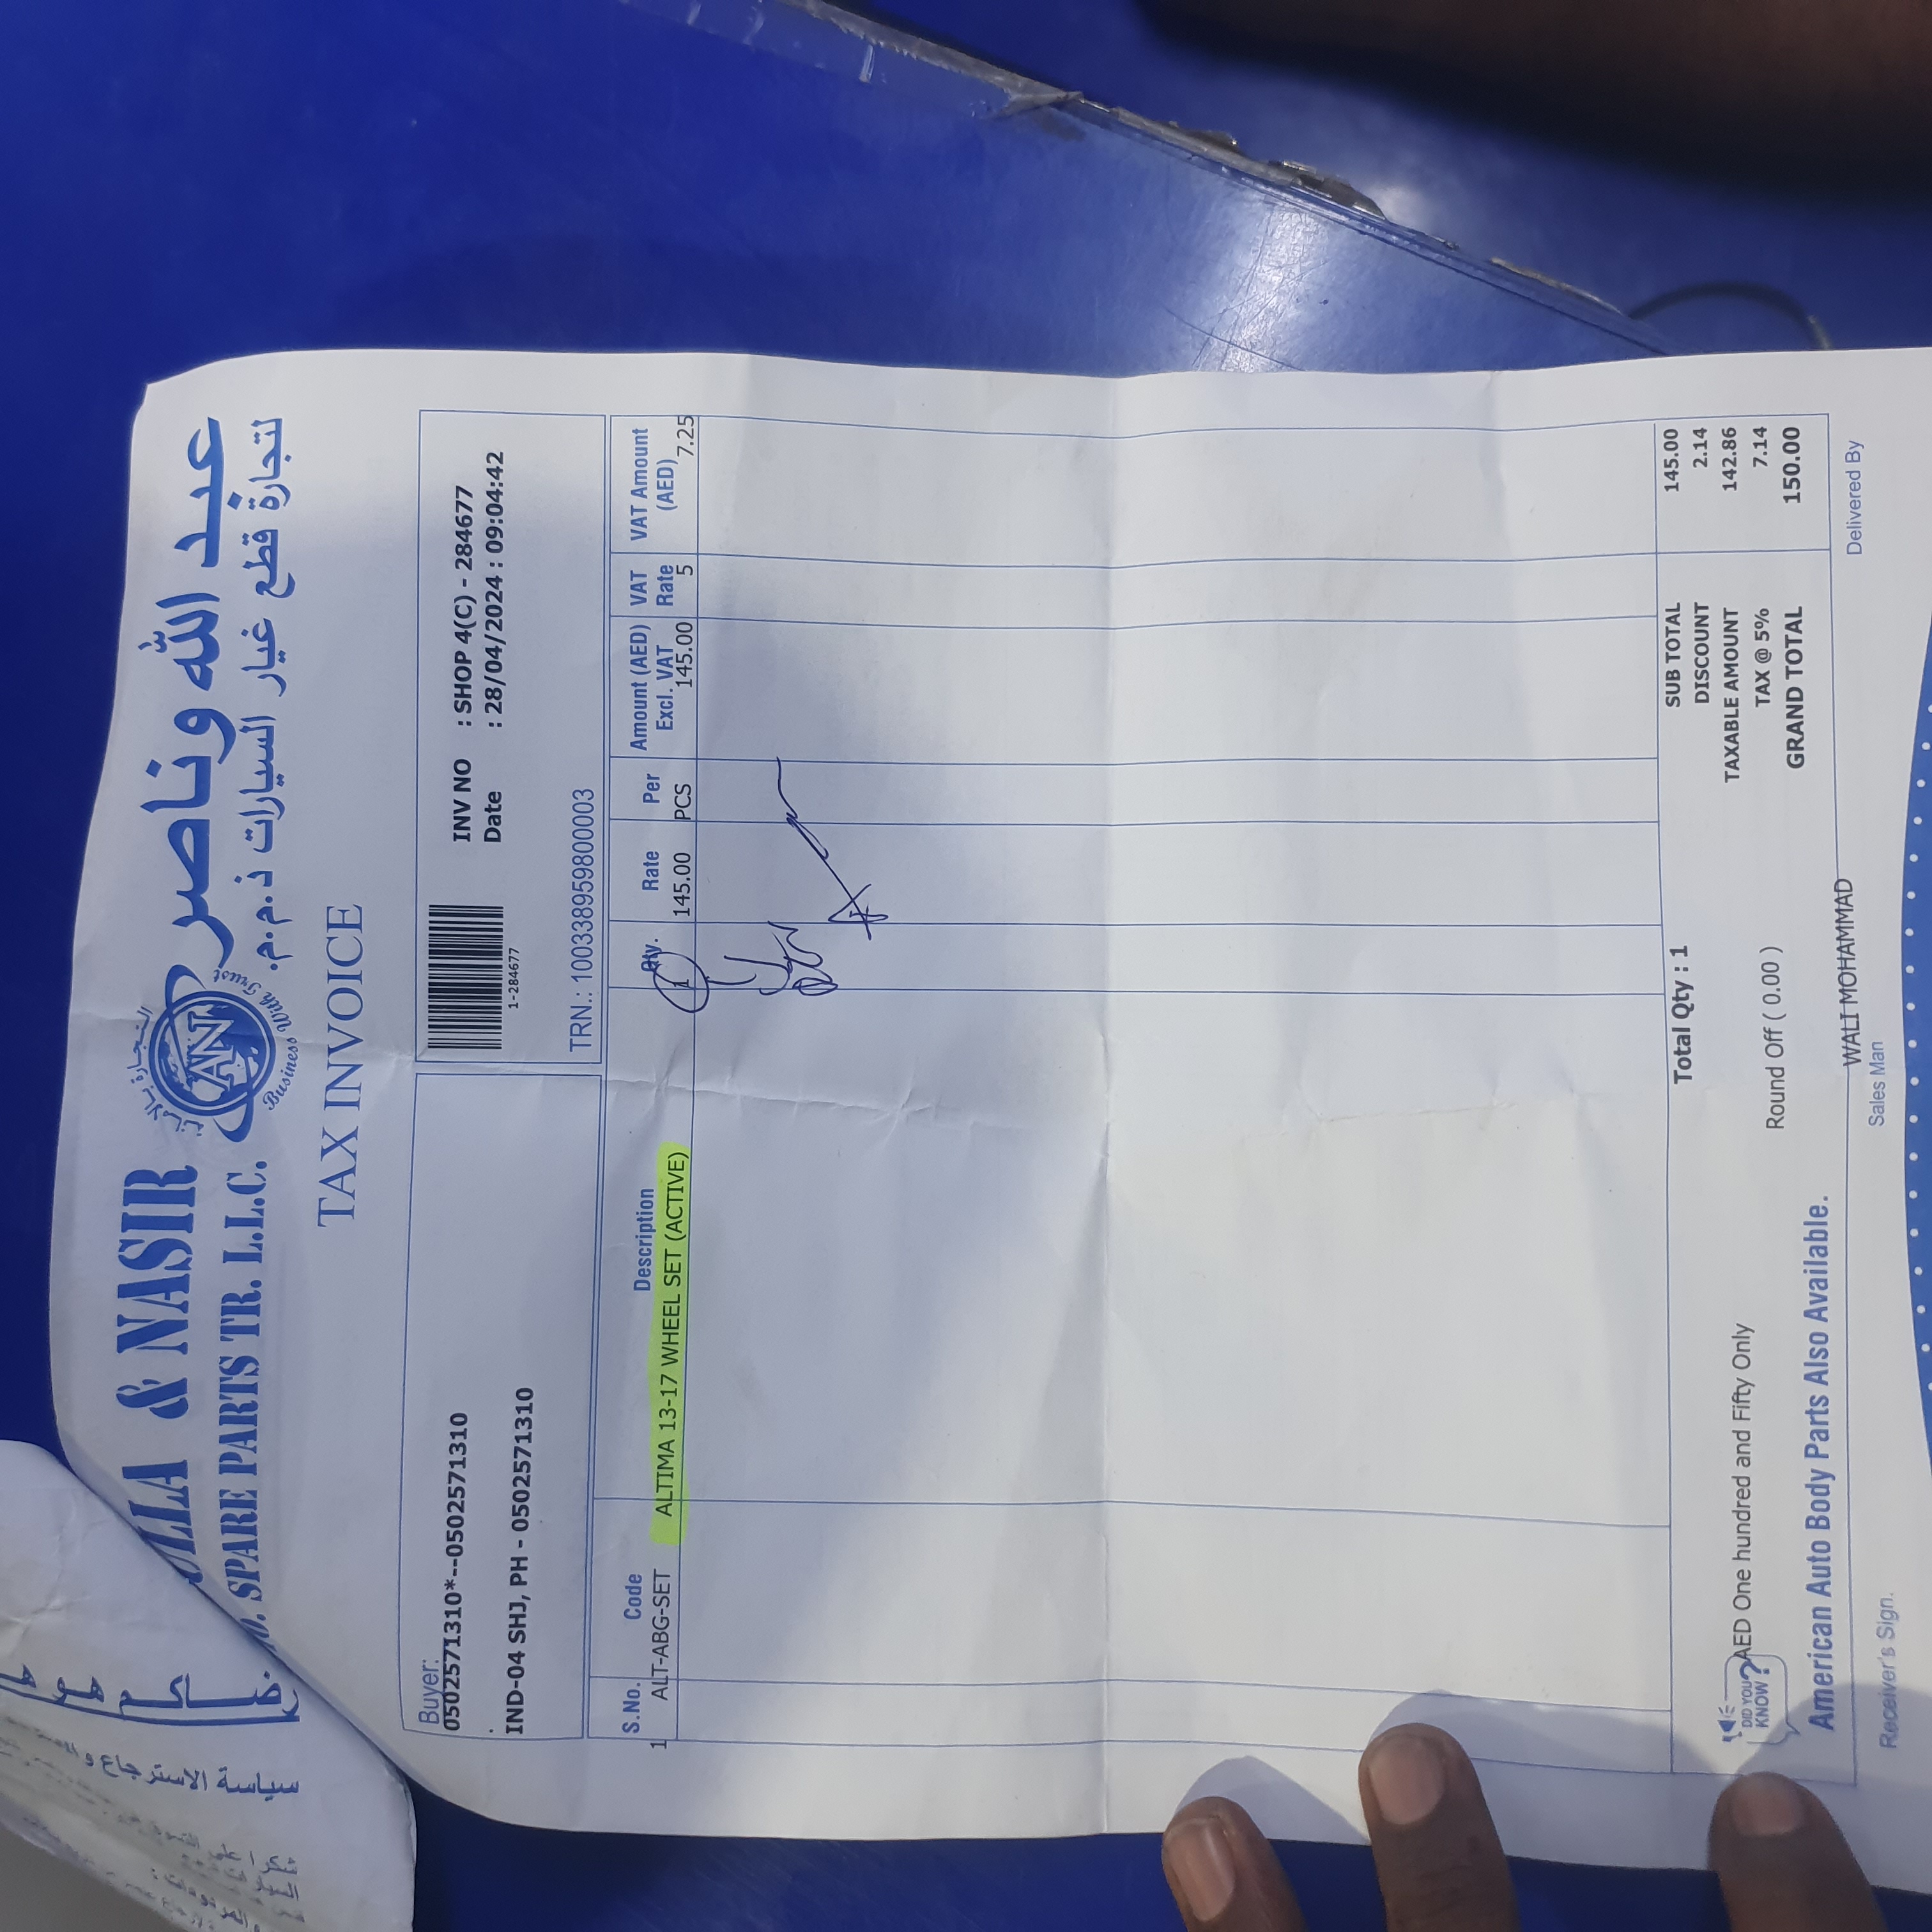 & NASIR
SPARE PARTS TR. L.L.C.
AN
Business With Trust
عبد الله وناصر
لتجارة قطع غيار السيارات ذ.م.م.
TAX INVOICE
Buyer:
0502571310*--0502571310
.
IND-04 SHJ, PH - 0502571310
1-284677
INV NO : SHOP 4(C) - 284677
Date : 28/04/2024 : 09:04:42
TRN.: 100338959800003
S.No. Code Description Qty. Rate Per Amount (AED) Excl. VAT VAT Rate VAT Amount (AED)
1 ALT-ABG-SET ALTIMA 13-17 WHEEL SET (ACTIVE) 1 145.00 PCS 145.00 5 7.25
Total Qty : 1
SUB TOTAL 145.00
DISCOUNT 2.14
TAXABLE AMOUNT 142.86
TAX @ 5% 7.14
GRAND TOTAL 150.00
AED One hundred and Fifty Only
Round Off ( 0.00 )
DID YOU KNOW?
American Auto Body Parts Also Available.
WALI MOHAMMAD
Receiver's Sign. Sales Man Delivered By
سياسة الاسترجاع و